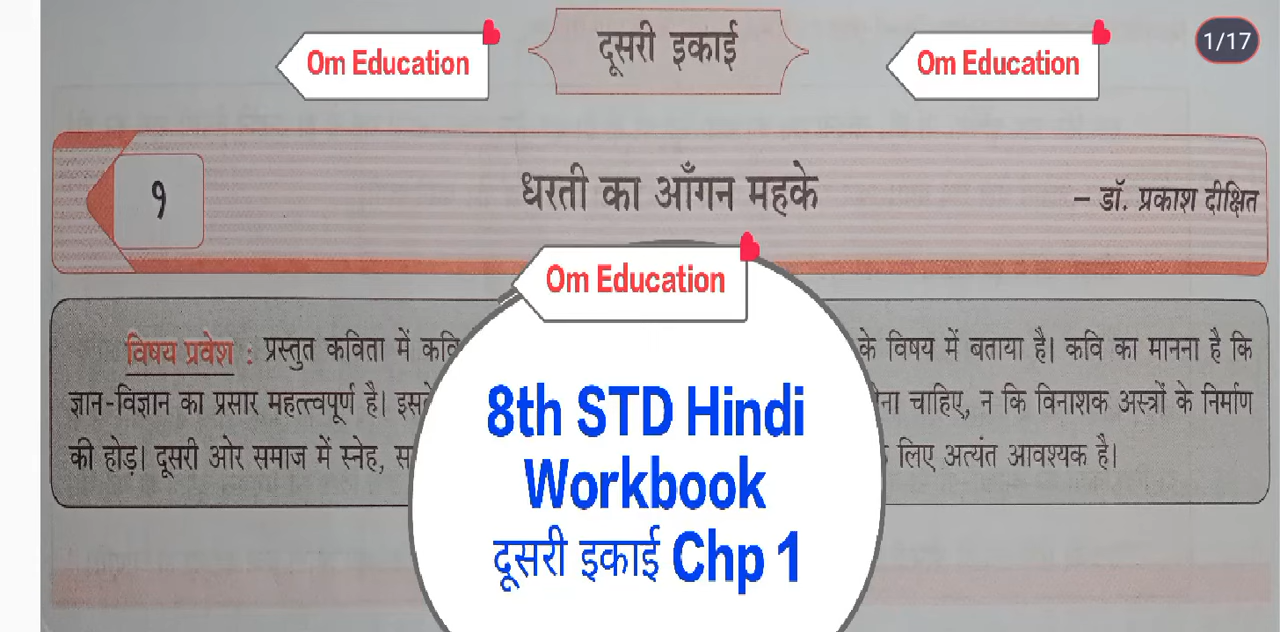 दूसरी इकाई
Om Education
Om Education
1/17
१
धरती का आँगन महके
– डॉ. प्रकाश दीक्षित
Om Education
विषय प्रवेश : प्रस्तुत कविता में के विषय में बताया है। कवि का मानना है कि
ज्ञान-विज्ञान का प्रसार महत्त्वपूर्ण है। चाहिए, न कि विनाशक अस्त्रों के निर्माण
की होड़। दूसरी ओर समाज में स्नेह, लिए अत्यंत आवश्यक है।
8th STD Hindi
Workbook
दूसरी इकाई Chp 1